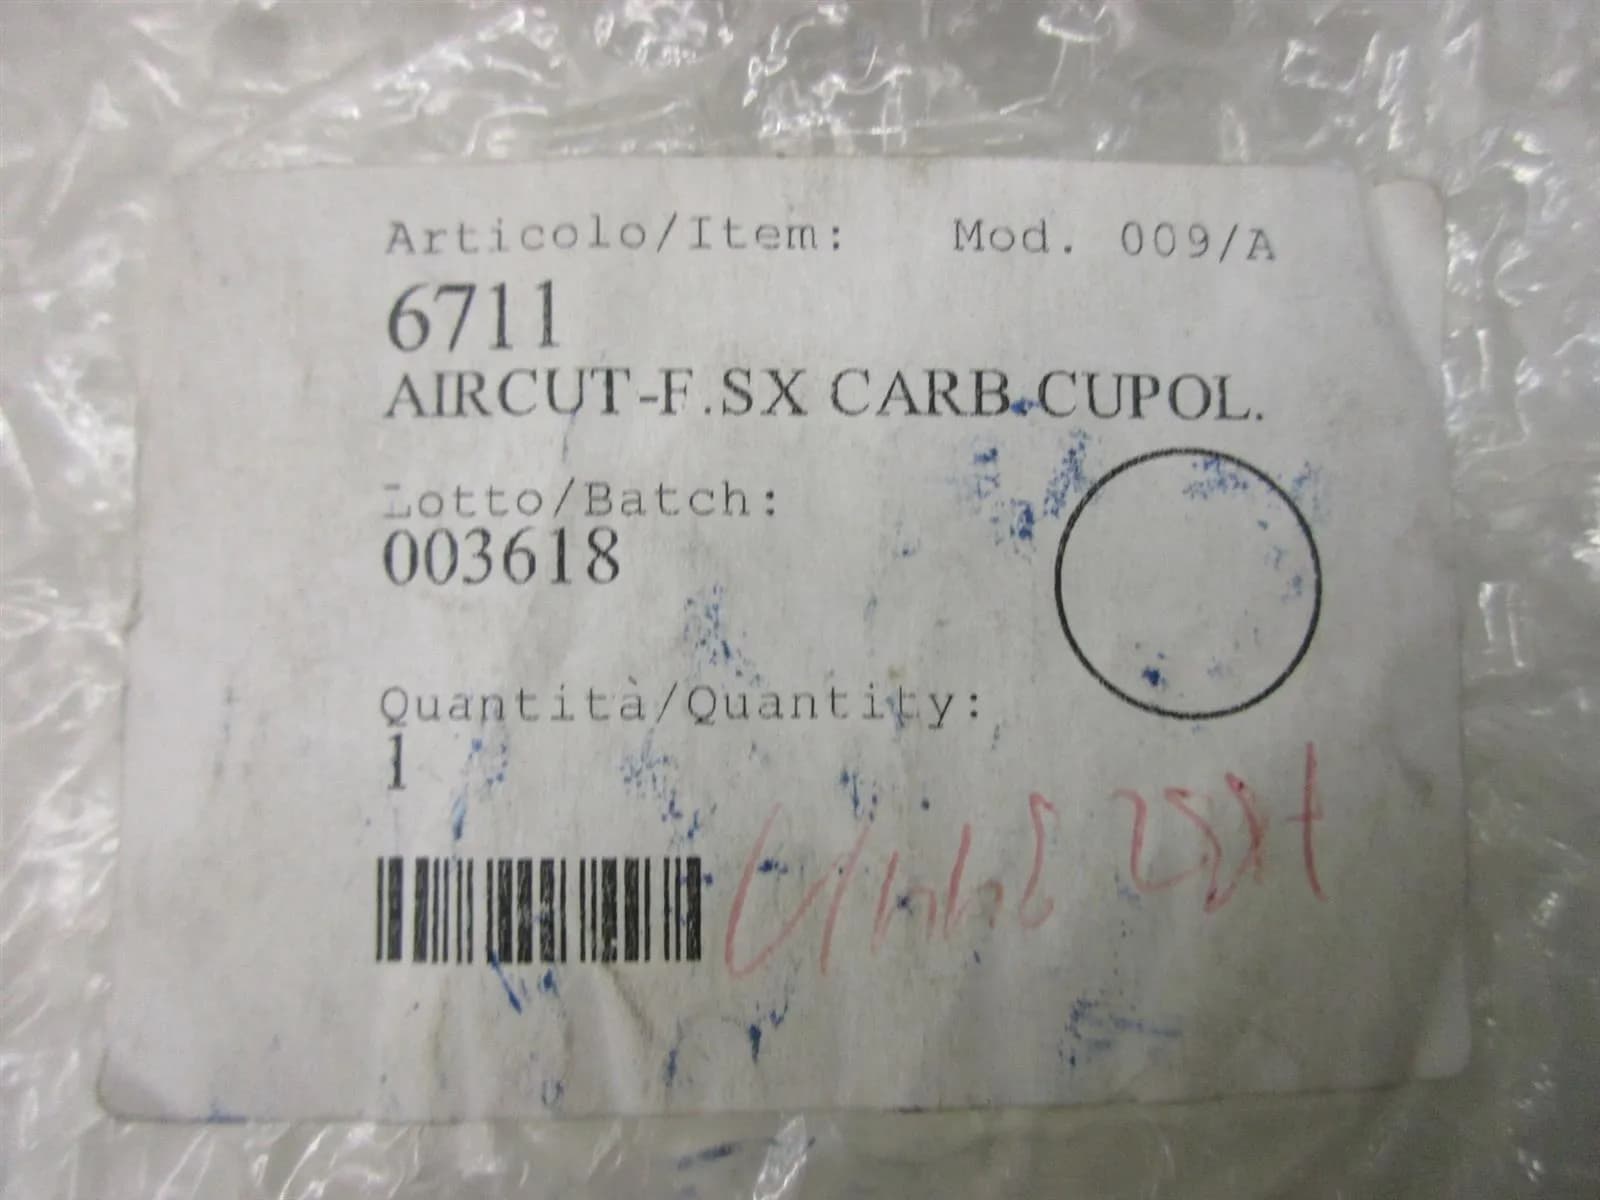 Articolo/Item: Mod. 009/A
6711
AIRCUT-F.SX CARB.CUPOL.
Lotto/Batch:
003618
Quantità/Quantity:
1